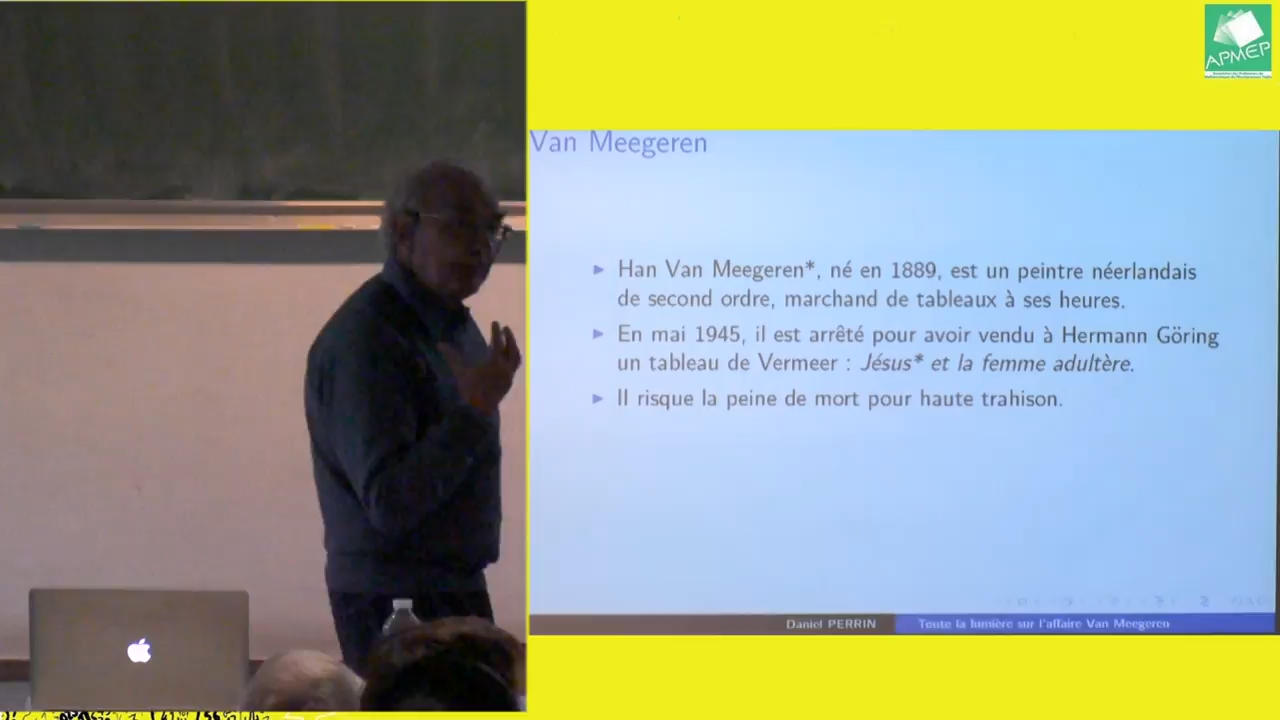 APMEP
Van Meegeren
▶ Han Van Meegeren*, né en 1889, est un peintre néerlandais
de second ordre, marchand de tableaux à ses heures.
▶ En mai 1945, il est arrêté pour avoir vendu à Hermann Göring
un tableau de Vermeer : Jésus* et la femme adultère.
▶ Il risque la peine de mort pour haute trahison.
Daniel PERRIN Toute la lumière sur l'affaire Van Meegeren